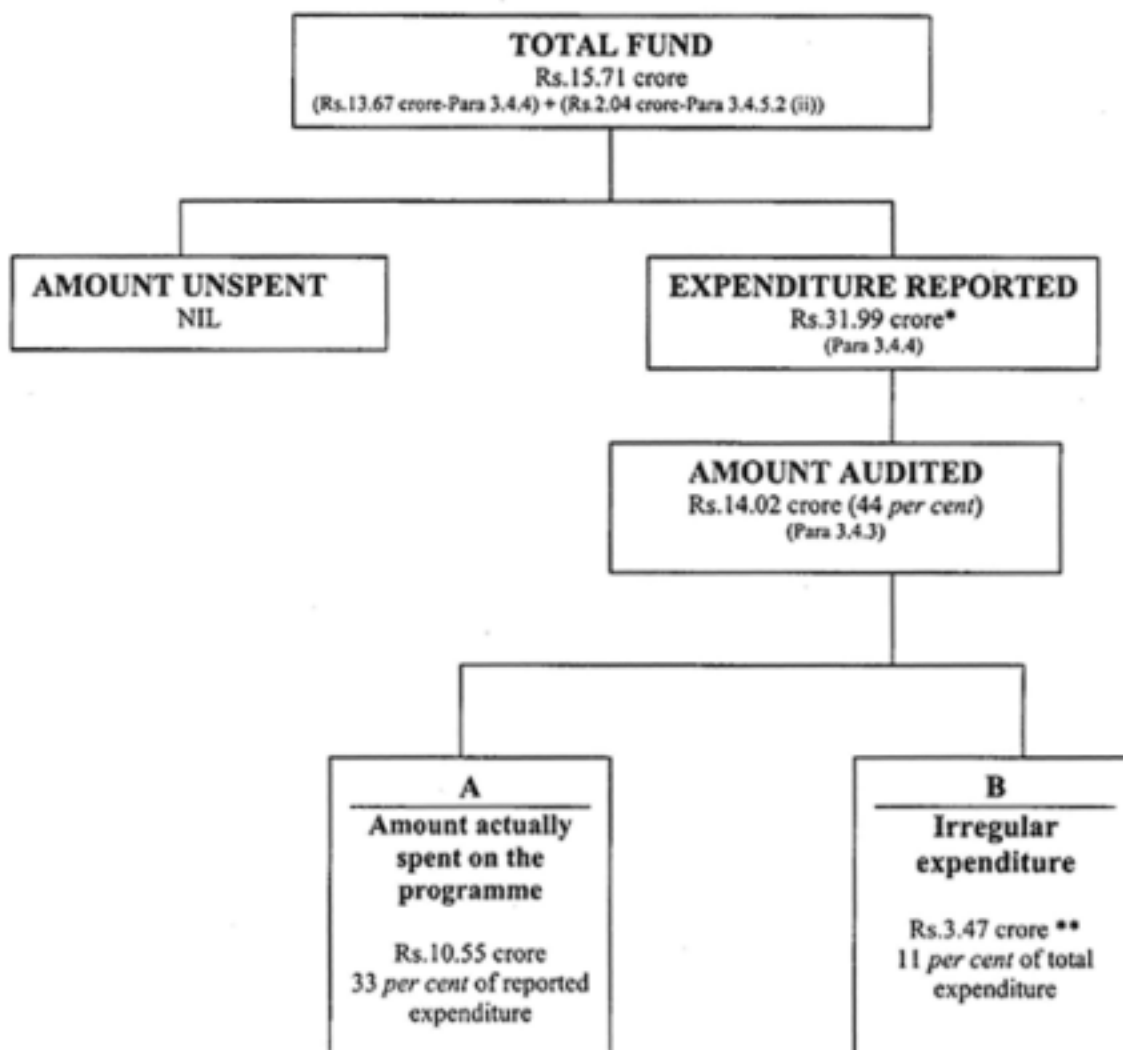 TOTAL FUND
Rs.15.71 crore
(Rs.13.67 crore-Para 3.4.4) + (Rs.2.04 crore-Para 3.4.5.2 (ii))
AMOUNT UNSPENT
NIL
EXPENDITURE REPORTED
Rs.31.99 crore*
(Para 3.4.4)
AMOUNT AUDITED
Rs.14.02 crore (44 per cent)
(Para 3.4.3)
A
Amount actually
spent on the
programme
Rs.10.55 crore
33 per cent of reported
expenditure
B
Irregular
expenditure
Rs.3.47 crore **
11 per cent of total
expenditure